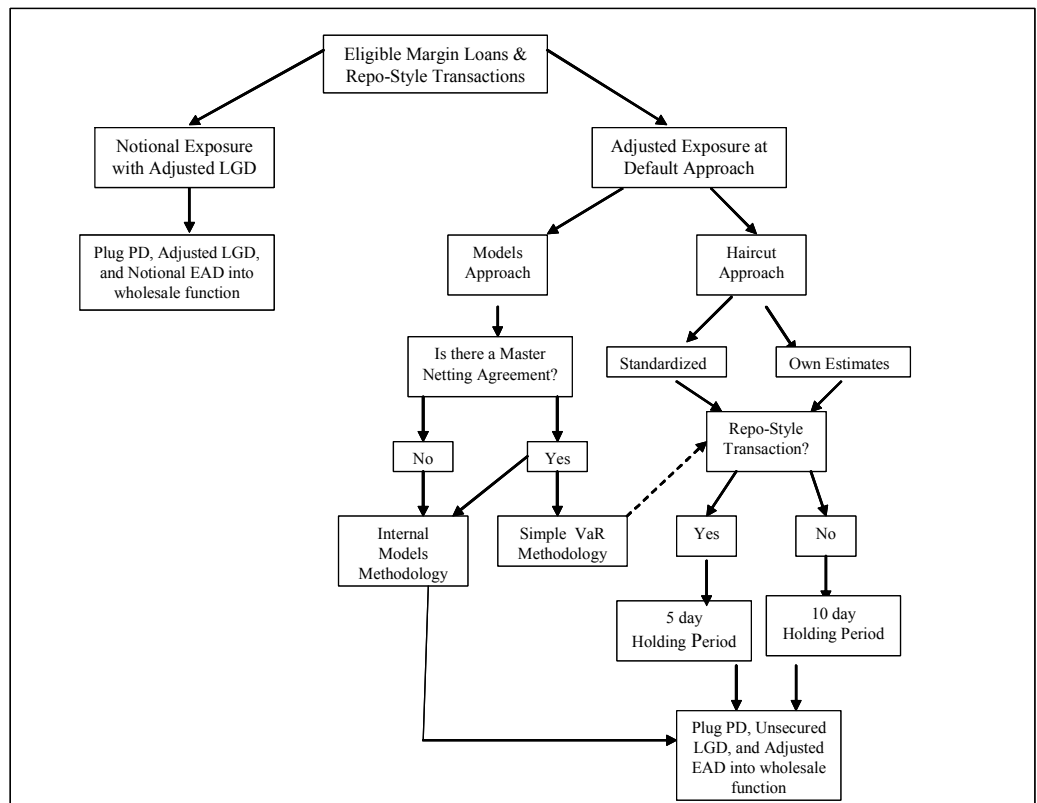 Eligible Margin Loans &
Repo-Style Transactions
Notional Exposure
with Adjusted LGD
Adjusted Exposure at
Default Approach
Plug PD, Adjusted LGD,
and Notional EAD into
wholesale function
Models
Approach
Haircut
Approach
Is there a Master
Netting Agreement?
Standardized
Own Estimates
Repo-Style
Transaction?
No
Yes
Internal
Models
Methodology
Simple VaR
Methodology
Yes
No
5 day
Holding Period
10 day
Holding Period
Plug PD, Unsecured
LGD, and Adjusted
EAD into wholesale
function